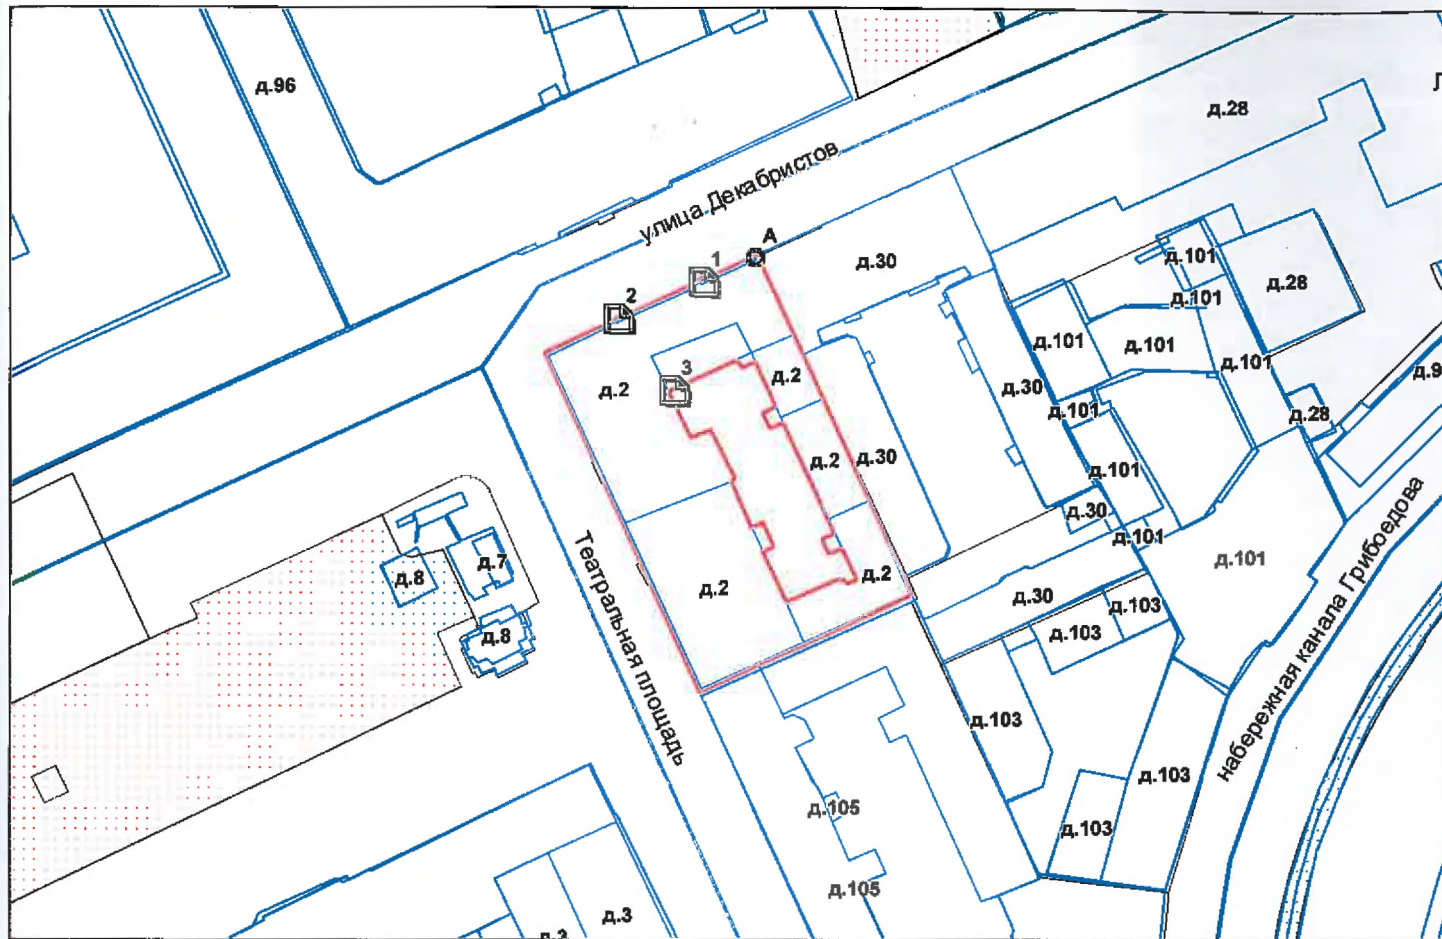 д.96
д.28
Л
улица Декабристов
А
1
д.30
д.101
2
д.28
д.101
д.101
д.101
д.101
д.9
3
д.2
д.2
д.30
д.101
д.28
д.2
д.30
д.101
набережная канала Грибоедова
д.30
д.101
д.101
Театральная площадь
д.7
д.8
д.2
д.2
д.30
д.103
д.8
д.103
д.103
д.103
д.105
д.103
д.105
д.3
д.3